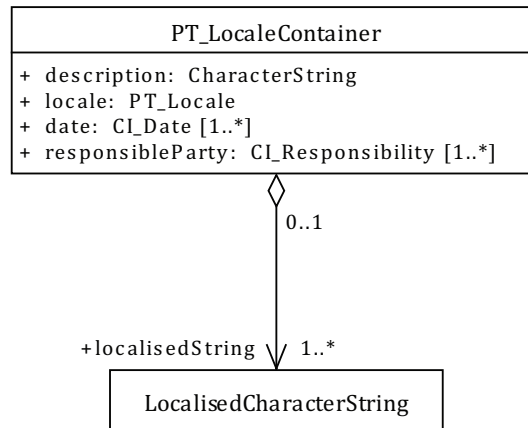 PT_LocaleContainer
+ description: CharacterString
+ locale: PT_Locale
+ date: CI_Date [1..*]
+ responsibleParty: CI_Responsibility [1..*]
0..1
+localisedString 1..*
LocalisedCharacterString